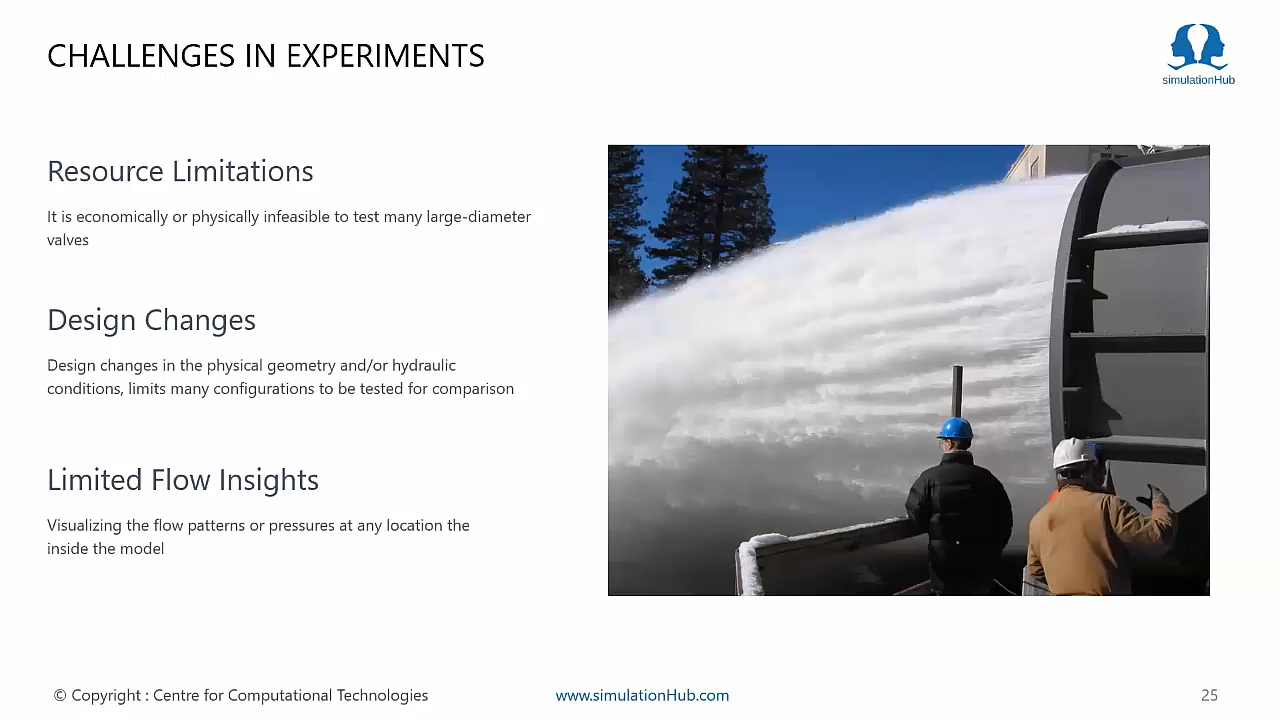 CHALLENGES IN EXPERIMENTS
simulationHub
Resource Limitations
It is economically or physically infeasible to test many large-diameter
valves
Design Changes
Design changes in the physical geometry and/or hydraulic
conditions, limits many configurations to be tested for comparison
Limited Flow Insights
Visualizing the flow patterns or pressures at any location the
inside the model
© Copyright : Centre for Computational Technologies
www.simulationHub.com
25